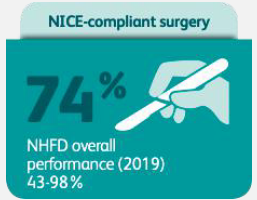 NICE-compliant surgery
74%
NHFD overall
performance (2019)
43-98%